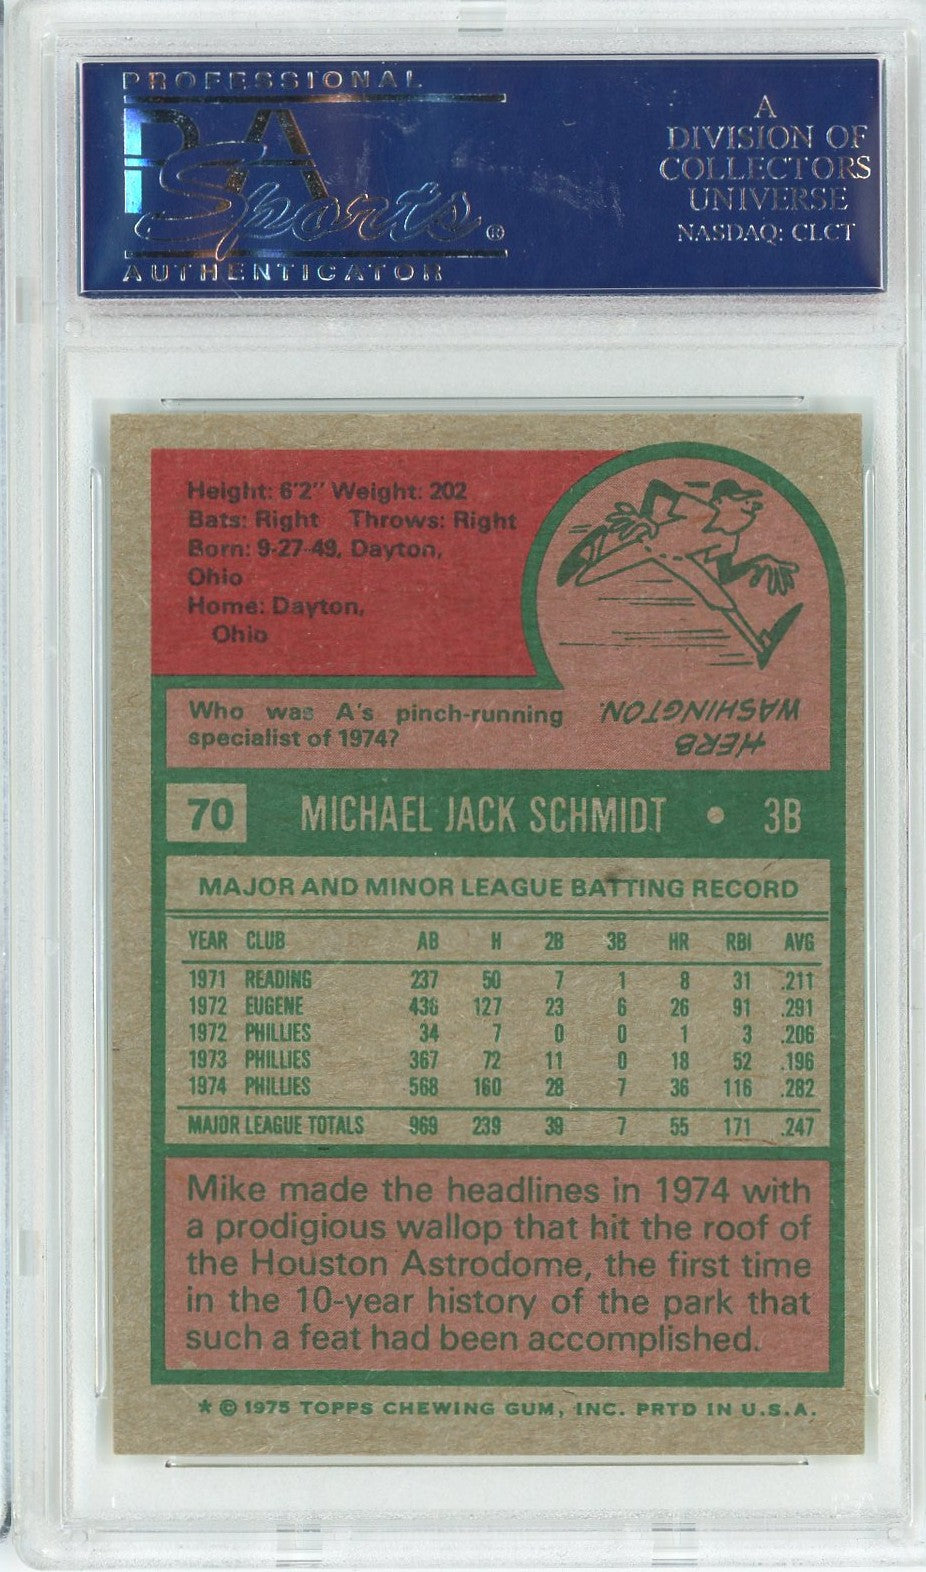 PROFESSIONAL
PSA
Sports®
AUTHENTICATOR
A
DIVISION OF
COLLECTORS
UNIVERSE
NASDAQ: CLCT
Height: 6'2" Weight: 202
Bats: Right Throws: Right
Born: 9-27-49, Dayton,
Ohio
Home: Dayton,
Ohio
Who was A's pinch-running
specialist of 1974?
HERB
WASHINGTON.
70 MICHAEL JACK SCHMIDT • 3B
MAJOR AND MINOR LEAGUE BATTING RECORD
YEAR CLUB AB H 2B 3B HR RBI AVG
1971 READING 237 50 7 1 8 31 .211
1972 EUGENE 436 127 23 6 26 91 .291
1972 PHILLIES 34 7 0 0 1 3 .206
1973 PHILLIES 367 72 11 0 18 52 .196
1974 PHILLIES 568 160 28 7 36 116 .282
MAJOR LEAGUE TOTALS 969 239 39 7 55 171 .247
Mike made the headlines in 1974 with
a prodigious wallop that hit the roof of
the Houston Astrodome, the first time
in the 10-year history of the park that
such a feat had been accomplished.
* © 1975 TOPPS CHEWING GUM, INC. PRTD IN U.S.A.